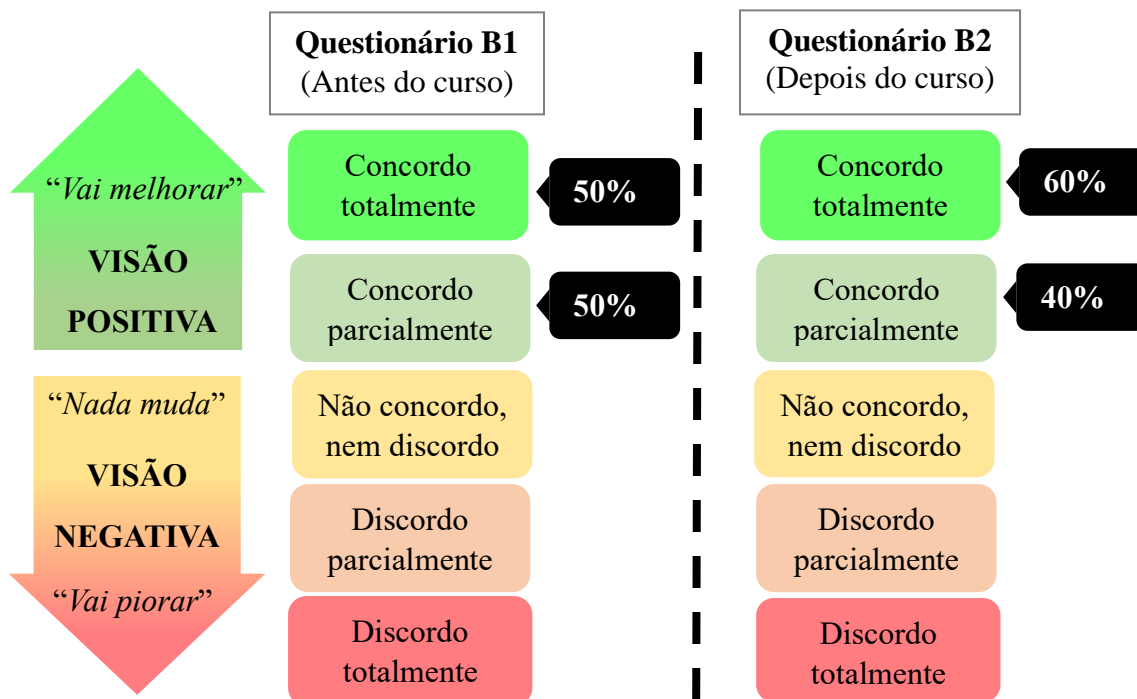 Questionário B1
(Antes do curso)
Questionário B2
(Depois do curso)
“Vai melhorar”
VISÃO
POSITIVA
“Nada muda”
VISÃO
NEGATIVA
“Vai piorar”
Concordo
totalmente
50%
Concordo
parcialmente
50%
Não concordo,
nem discordo
Discordo
parcialmente
Discordo
totalmente
Concordo
totalmente
60%
Concordo
parcialmente
40%
Não concordo,
nem discordo
Discordo
parcialmente
Discordo
totalmente